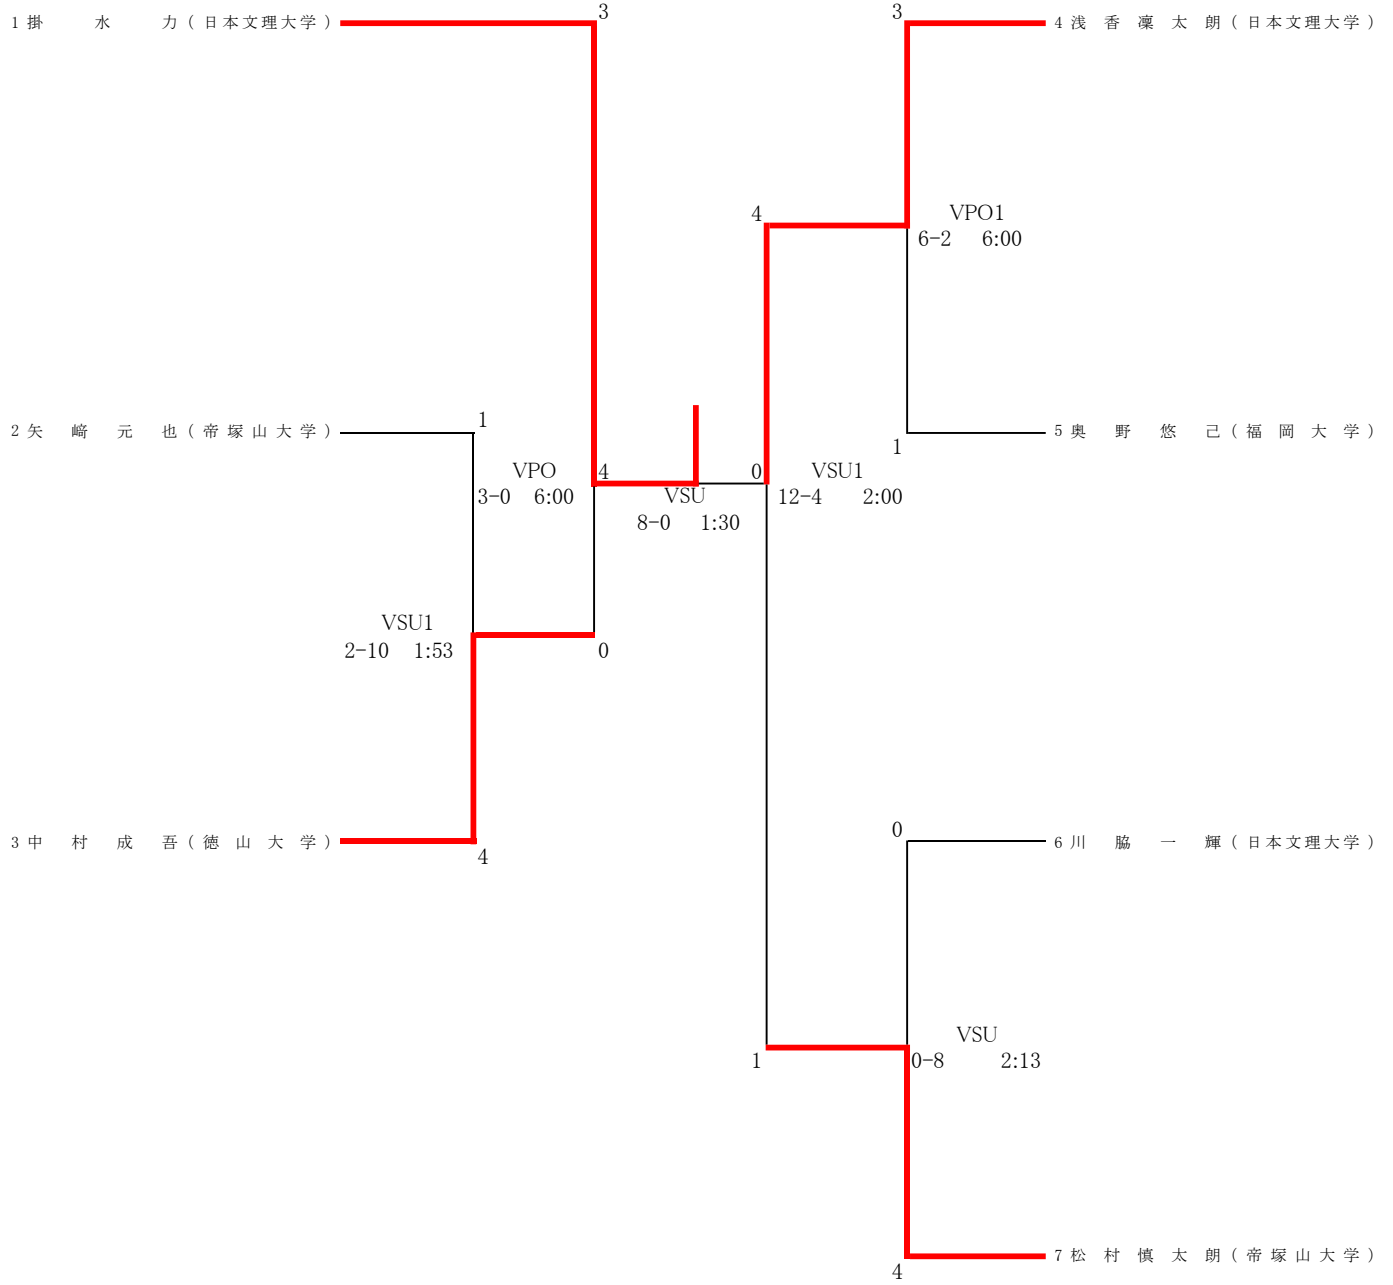 1 掛 水 力 ( 日本文理大学 )
3
3
4 浅 香 凜 太 朗 ( 日本文理大学 )
4
VPO1
6-2 6:00
2 矢 﨑 元 也 ( 帝塚山大学 )
1
5 奥 野 悠 己 ( 福岡大学 )
1
VPO
3-0 6:00
4
0
VSU
8-0 1:30
VSU1
12-4 2:00
VSU1
2-10 1:53
0
3 中 村 成 吾 ( 徳山大学 )
4
0
6 川 脇 一 輝 ( 日本文理大学 )
VSU
0-8 2:13
1
7 松 村 慎 太 朗 ( 帝塚山大学 )
4